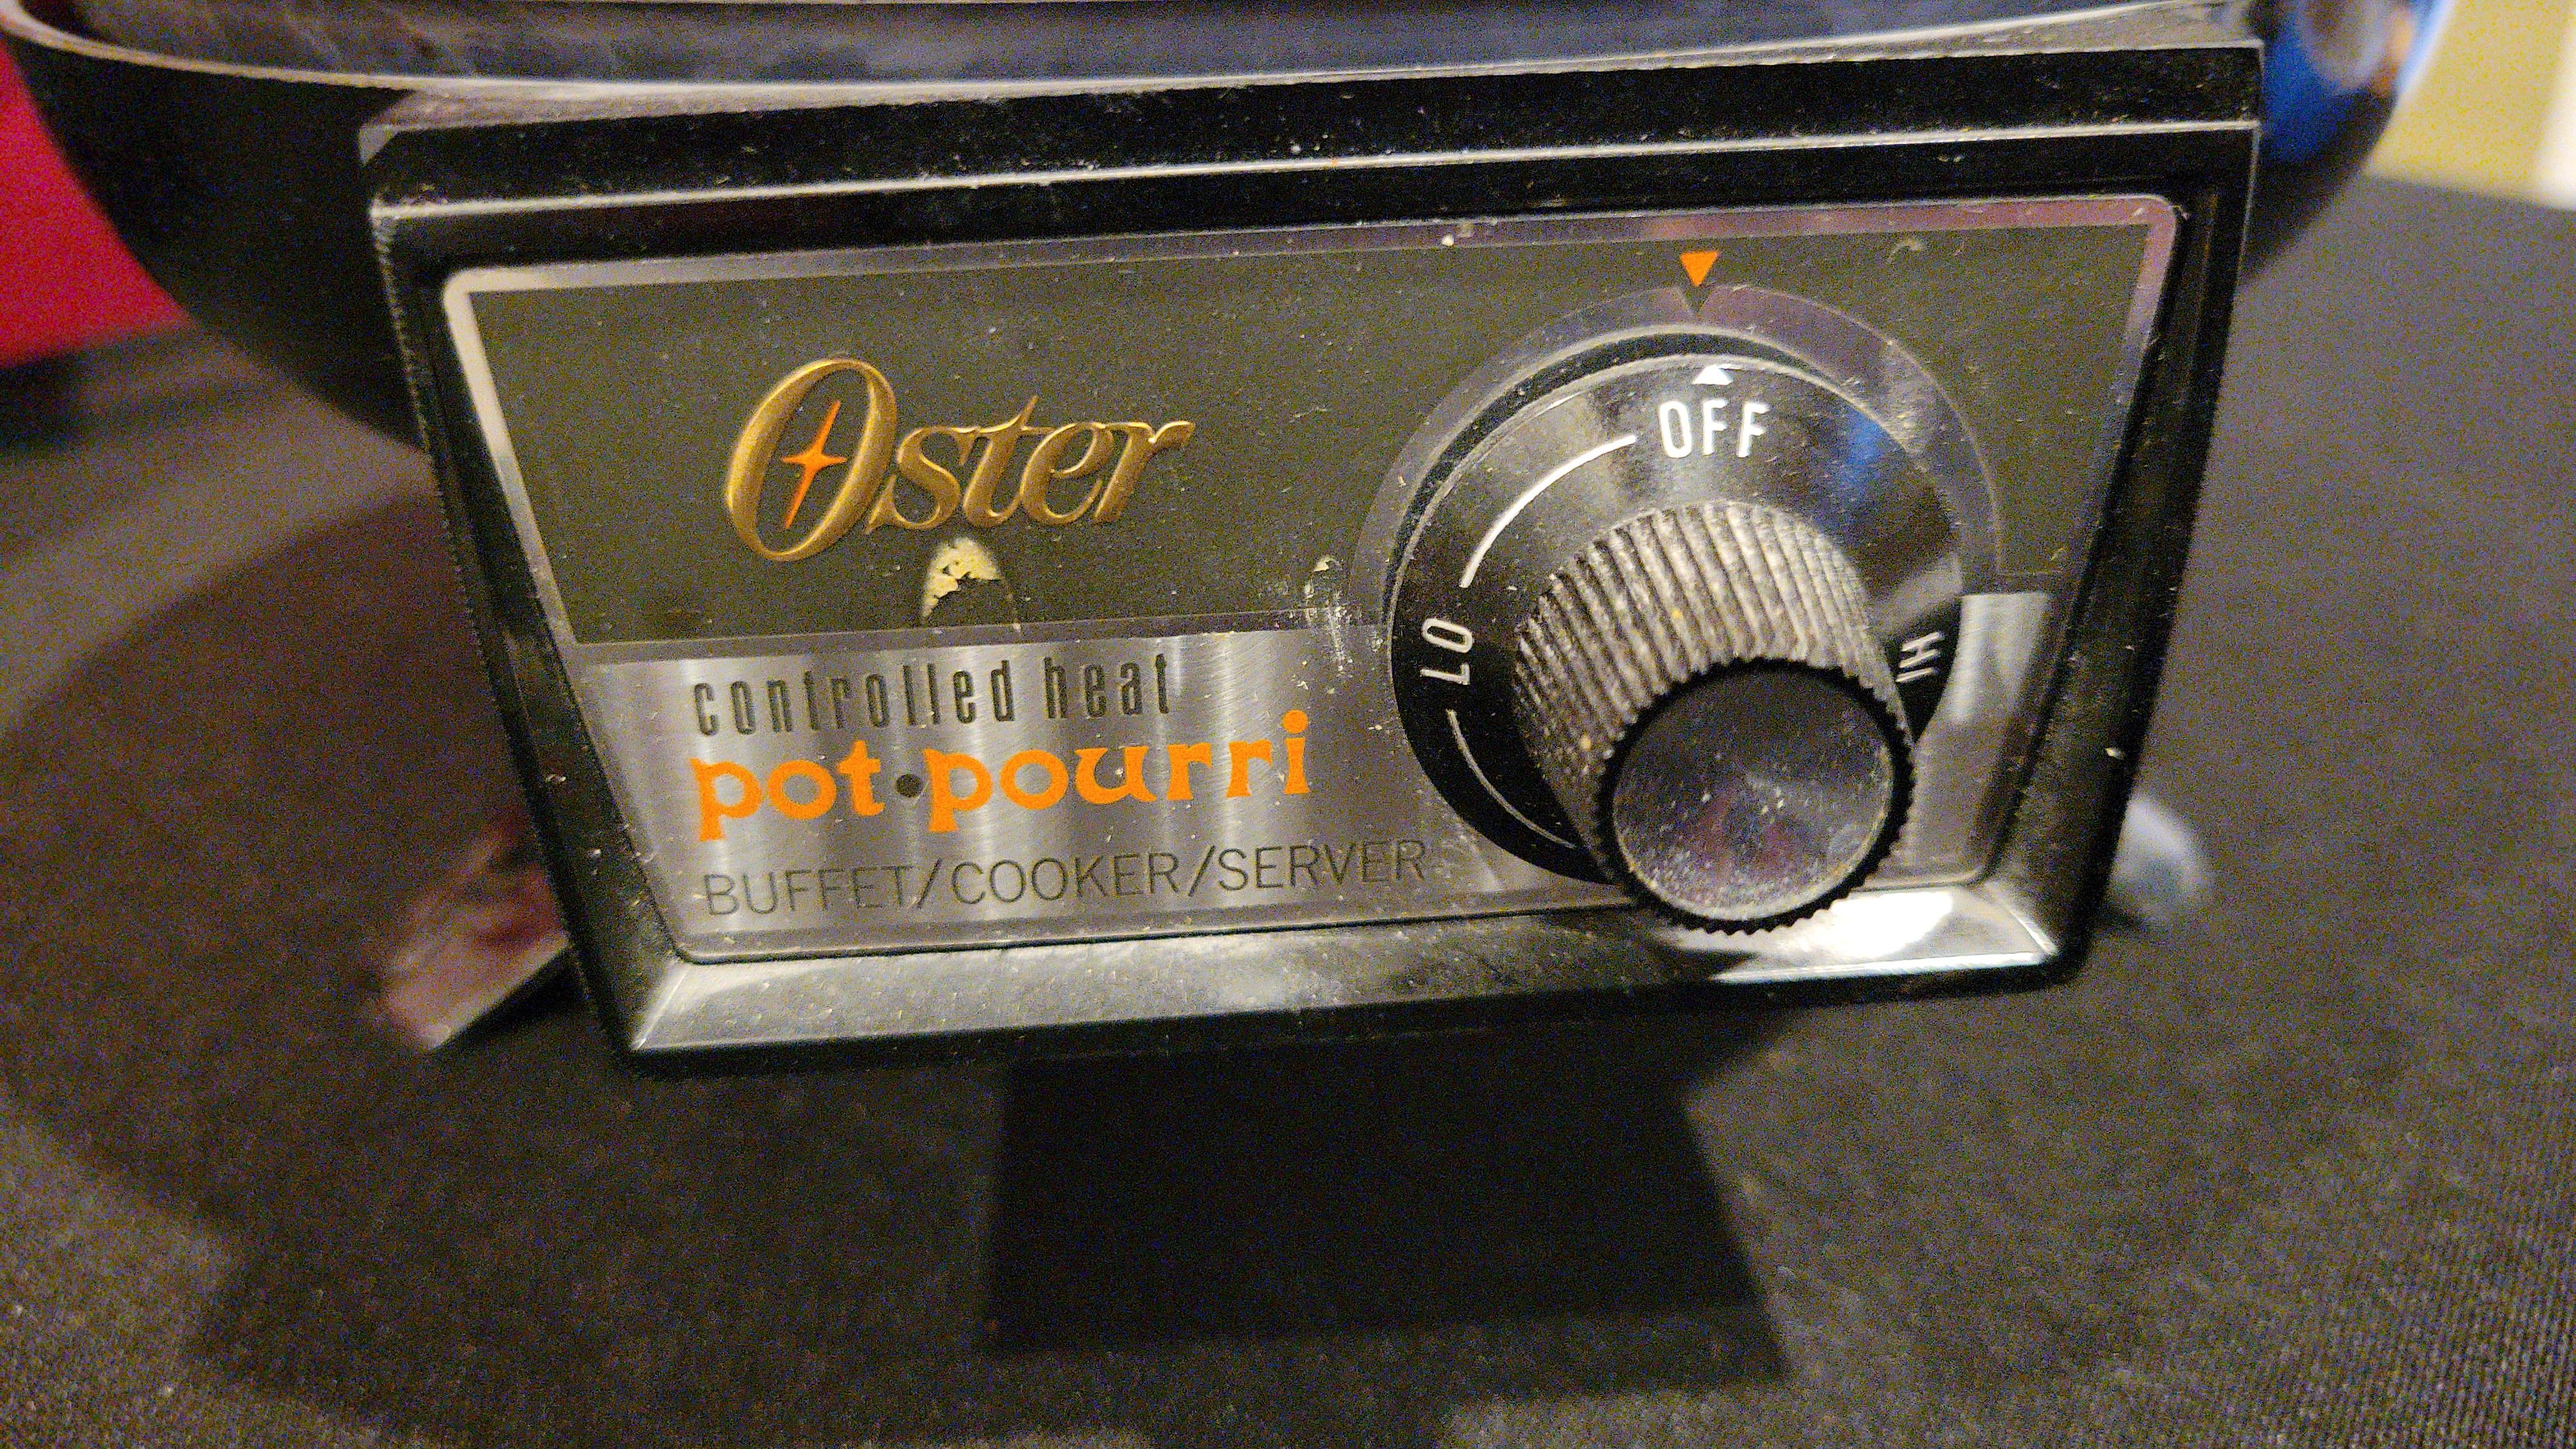 Oster
OFF
LO
HI
controlled heat
pot·pourri
BUFFET/COOKER/SERVER